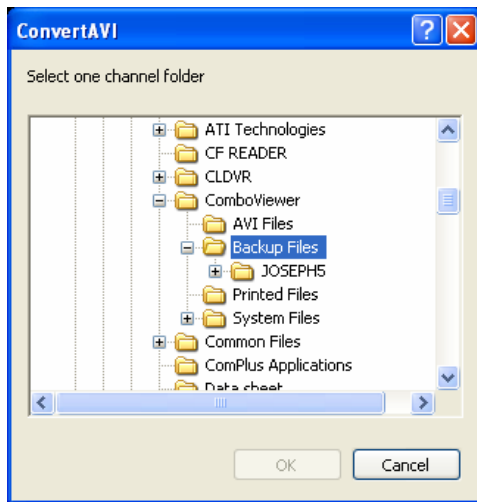 ConvertAVI
Select one channel folder
ATI Technologies
CF READER
CLDVR
ComboViewer
AVI Files
Backup Files
JOSEPH5
Printed Files
System Files
Common Files
ComPlus Applications
Data sheet
OK
Cancel